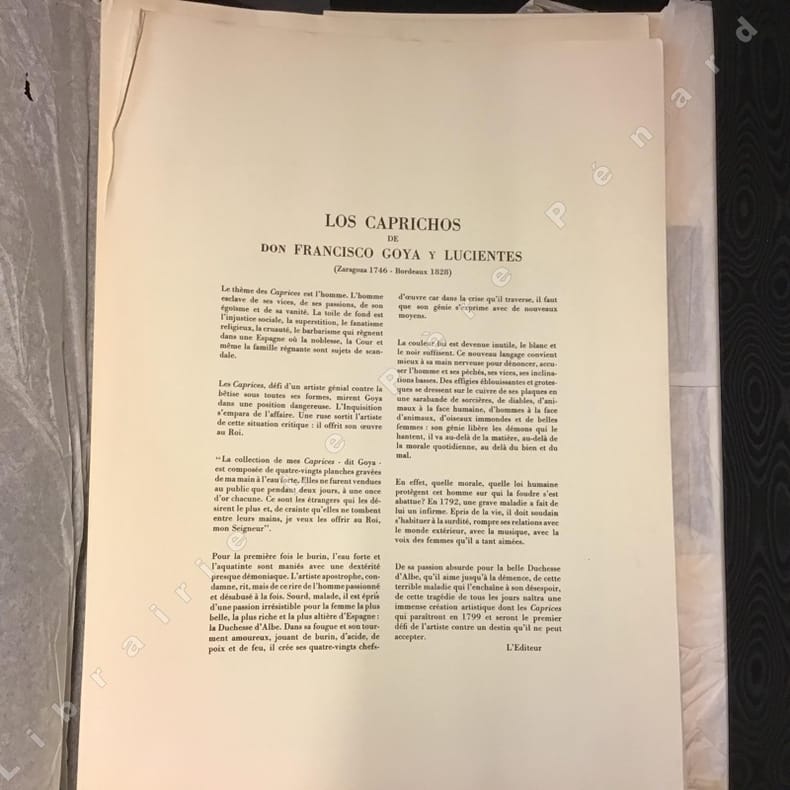 LOS CAPRICHOS
DE
DON FRANCISCO GOYA Y LUCIENTES
(Zaragoza 1746 - Bordeaux 1828)
Le thème des Caprices est l'homme. L'homme
esclave de ses vices, de ses passions, de son
égoïsme et de sa vanité. La toile de fond est
l'injustice sociale, la superstition, le fanatisme
religieux, la cruauté, le barbarisme qui règnent
dans une Espagne où la noblesse, la Cour et
même la famille régnante sont sujets de scan-
dale.
Les Caprices, défi d'un artiste génial contre la
bêtise sous toutes ses formes, mirent Goya
dans une position dangereuse. L'Inquisition
s'empara de l'affaire. Une ruse sortit l'artiste
de cette situation critique : il offrit son œuvre
au Roi.
"La collection de mes Caprices - dit Goya -
est composée de quatre-vingts planches gravées
de ma main à l'eau forte. Elles ne furent vendues
au public que pendant deux jours, à une once
d'or chacune. Ce sont les étrangers qui les dé-
sirent le plus et, de crainte qu'elles ne tombent
entre leurs mains, je veux les offrir au Roi,
mon Seigneur".
Pour la première fois le burin, l'eau forte et
l'aquatinte sont maniés avec une dextérité
presque démoniaque. L'artiste apostrophe, con-
damne, rit, mais de ce rire de l'homme passionné
et désabusé à la fois. Sourd, malade, il est épris
d'une passion irrésistible pour la femme la plus
belle, la plus riche et la plus altière d'Espagne :
la Duchesse d'Albe. Dans sa fougue et son tour-
ment amoureux, jouant de burin, d'acide, de
poix et de feu, il crée ses quatre-vingts chefs-
d'œuvre car dans la crise qu'il traverse, il faut
que son génie s'exprime avec de nouveaux
moyens.
La couleur lui est devenue inutile, le blanc et
le noir suffisent. Ce nouveau langage convient
mieux à sa main nerveuse pour dénoncer, accu-
ser l'homme et ses péchés, ses vices, ses inclina-
tions basses. Des effigies éblouissantes et grotes-
ques se dressent sur le cuivre de ses plaques en
une sarabande de sorcières, de diables, d'ani-
maux à la face humaine, d'hommes à la face
d'animaux, d'oiseaux immondes et de belles
femmes : son génie libère les démons qui le
hantent, il va au-delà de la matière, au-delà de
la morale quotidienne, au delà du bien et du
mal.
En effet, quelle morale, quelle loi humaine
protègent cet homme sur qui la foudre s'est
abattue? En 1792, une grave maladie a fait de
lui un infirme. Epris de la vie, il doit soudain
s'habituer à la surdité, rompre ses relations avec
le monde extérieur, avec la musique, avec la
voix des femmes qu'il a tant aimées.
De sa passion absurde pour la belle Duchesse
d'Albe, qu'il aime jusqu'à la démence, de cette
terrible maladie qui l'enchaîne à son désespoir,
de cette tragédie de tous les jours naîtra une
immense création artistique dont les Caprices
qui paraîtront en 1799 et seront le premier
défi de l'artiste contre un destin qu'il ne peut
accepter.
L'Editeur
Librairie de Père Pénard